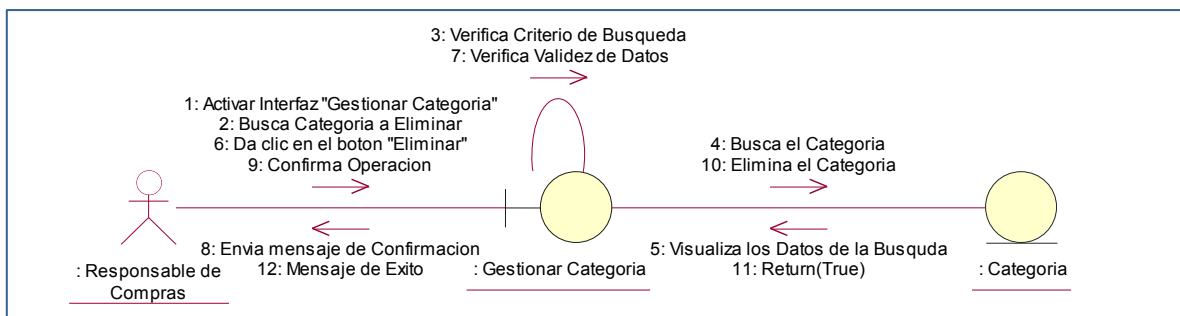 3: Verifica Criterio de Busqueda
7: Verifica Validez de Datos
1: Activar Interfaz "Gestionar Categoria"
2: Busca Categoria a Eliminar
6: Da clic en el boton "Eliminar"
9: Confirma Operacion
4: Busca el Categoria
10: Elimina el Categoria
8: Envia mensaje de Confirmacion
12: Mensaje de Exito
5: Visualiza los Datos de la Busquda
11: Return(True)
: Responsable de
Compras
: Gestionar Categoria
: Categoria